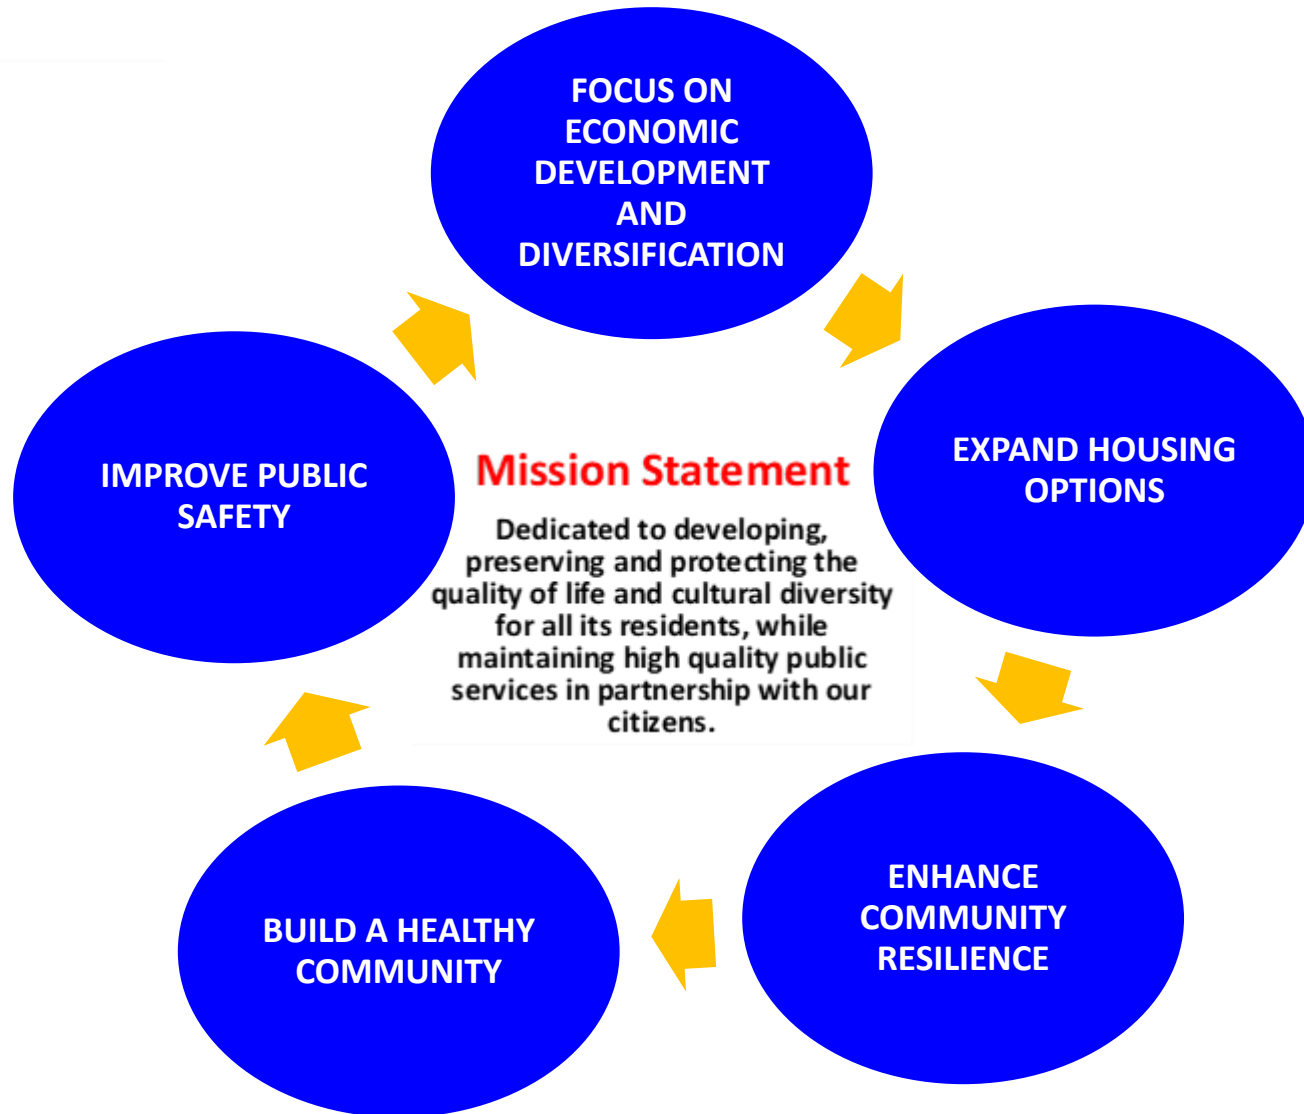 FOCUS ON
ECONOMIC
DEVELOPMENT
AND
DIVERSIFICATION
EXPAND HOUSING
OPTIONS
ENHANCE
COMMUNITY
RESILIENCE
BUILD A HEALTHY
COMMUNITY
IMPROVE PUBLIC
SAFETY
Mission Statement
Dedicated to developing,
preserving and protecting the
quality of life and cultural diversity
for all its residents, while
maintaining high quality public
services in partnership with our
citizens.